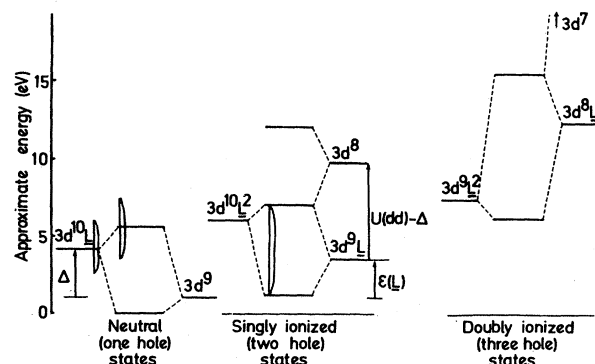 Approximate energy (eV)
15
10
5
0
↑3d7
3d8L
3d9L2
3d8
3d10L2
U(dd)-Δ
3d9L
ε(L)
3d10L
Δ
3d9
Neutral
(one hole)
states
Singly ionized
(two hole)
states
Doubly ionized
(three hole)
states